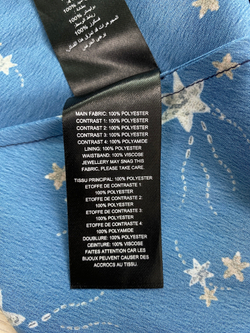 100% بوليستر
MAIN FABRIC: 100% POLYESTER
CONTRAST 1: 100% POLYESTER
CONTRAST 2: 100% POLYESTER
CONTRAST 3: 100% POLYESTER
CONTRAST 4: 100% POLYAMIDE
LINING: 100% POLYESTER
WAISTBAND: 100% VISCOSE
JEWELLERY MAY SNAG THIS
FABRIC, PLEASE TAKE CARE.
TISSU PRINCIPAL: 100% POLYESTER
ETOFFE DE CONTRASTE 1
100% POLYESTER
ETOFFE DE CONTRASTE 2
100% POLYESTER
ETOFFE DE CONTRASTE 3
100% POLYESTER
ETOFFE DE CONTRASTE 4
100% POLYAMIDE
DOUBLURE: 100% POLYESTER
CEINTURE: 100% VISCOSE
FAITES ATTENTION CAR LES
BIJOUX PEUVENT CAUSER DES
ACCROCS AU TISSU.